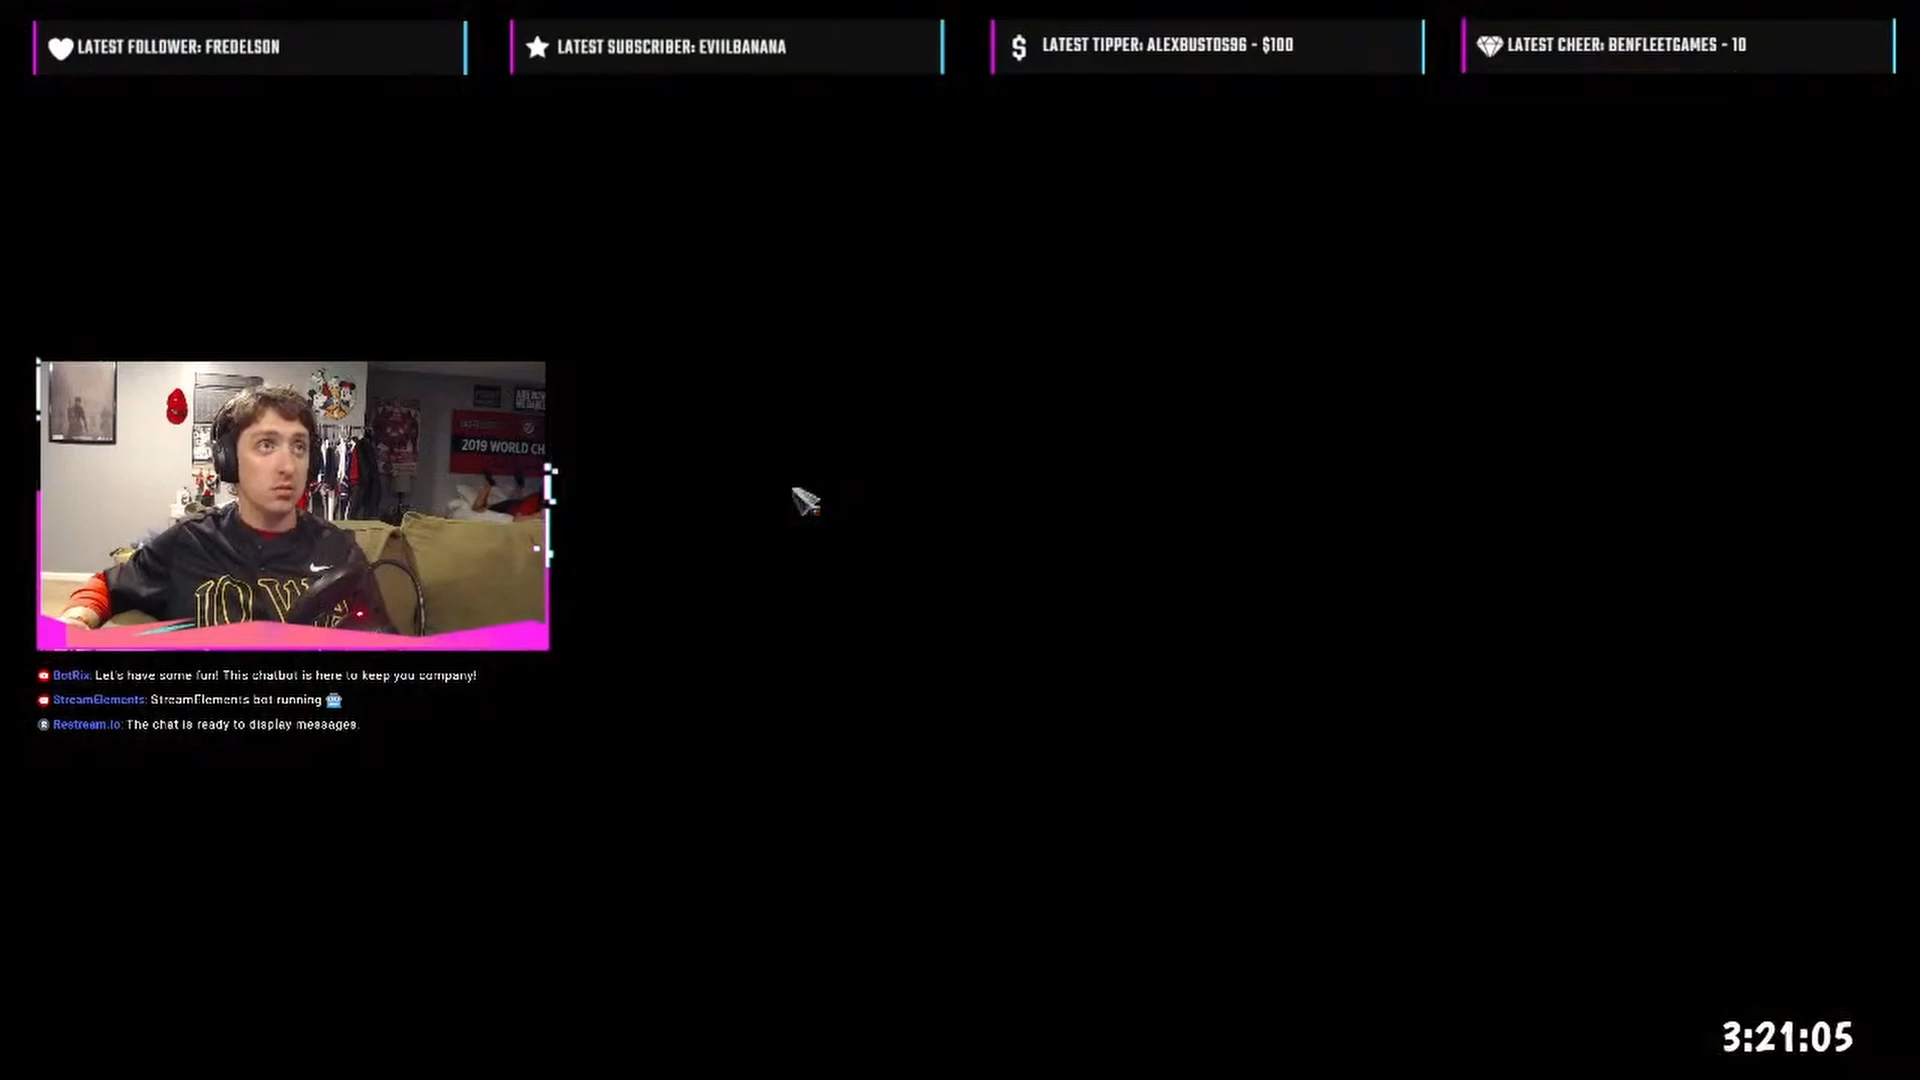 LATEST FOLLOWER: FREDELSON
LATEST SUBSCRIBER: EVIILBANANA
LATEST TIPPER: ALEXBUSTOS96 - $100
LATEST CHEER: BENFLEETGAMES - 10
2019 WORLD CH
IOW
BotRix: Let's have some fun! This chatbot is here to keep you company!
StreamElements: StreamElements bot running
Restream.io: The chat is ready to display messages.
3:21:05